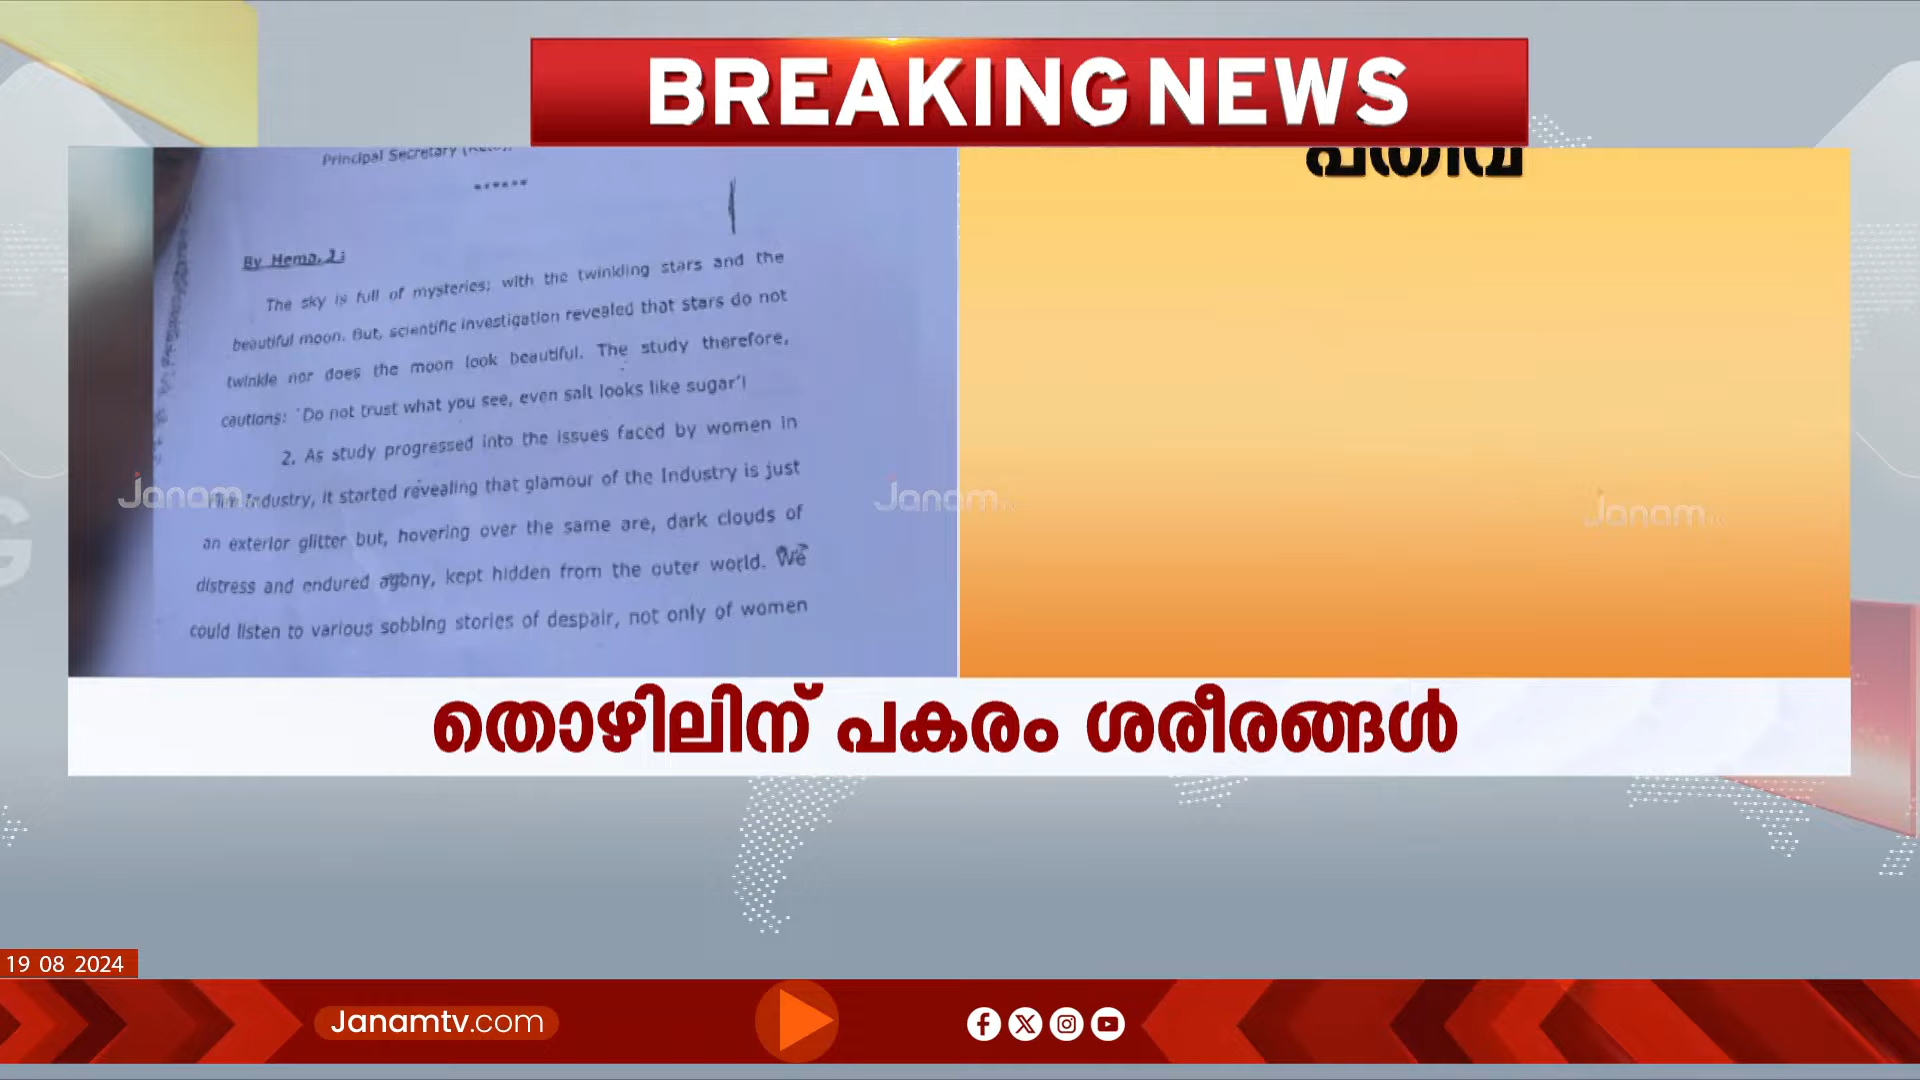 BREAKING NEWS
Principal Secretary
******
By Hema, J:
The sky is full of mysteries; with the twinkling stars and the
beautiful moon. But, scientific investigation revealed that stars do not
twinkle nor does the moon look beautiful. The study therefore,
cautions: 'Do not trust what you see, even salt looks like sugar'!
2. As study progressed into the issues faced by women in
Film Industry, it started revealing that glamour of the Industry is just
an exterior glitter but, hovering over the same are, dark clouds of
distress and endured agony, kept hidden from the outer world. We
could listen to various sobbing stories of despair, not only of women
Janam
Janam
Janam
തൊഴിലിന് പകരം ശരീരങ്ങൾ
19 08 2024
Janamtv.com